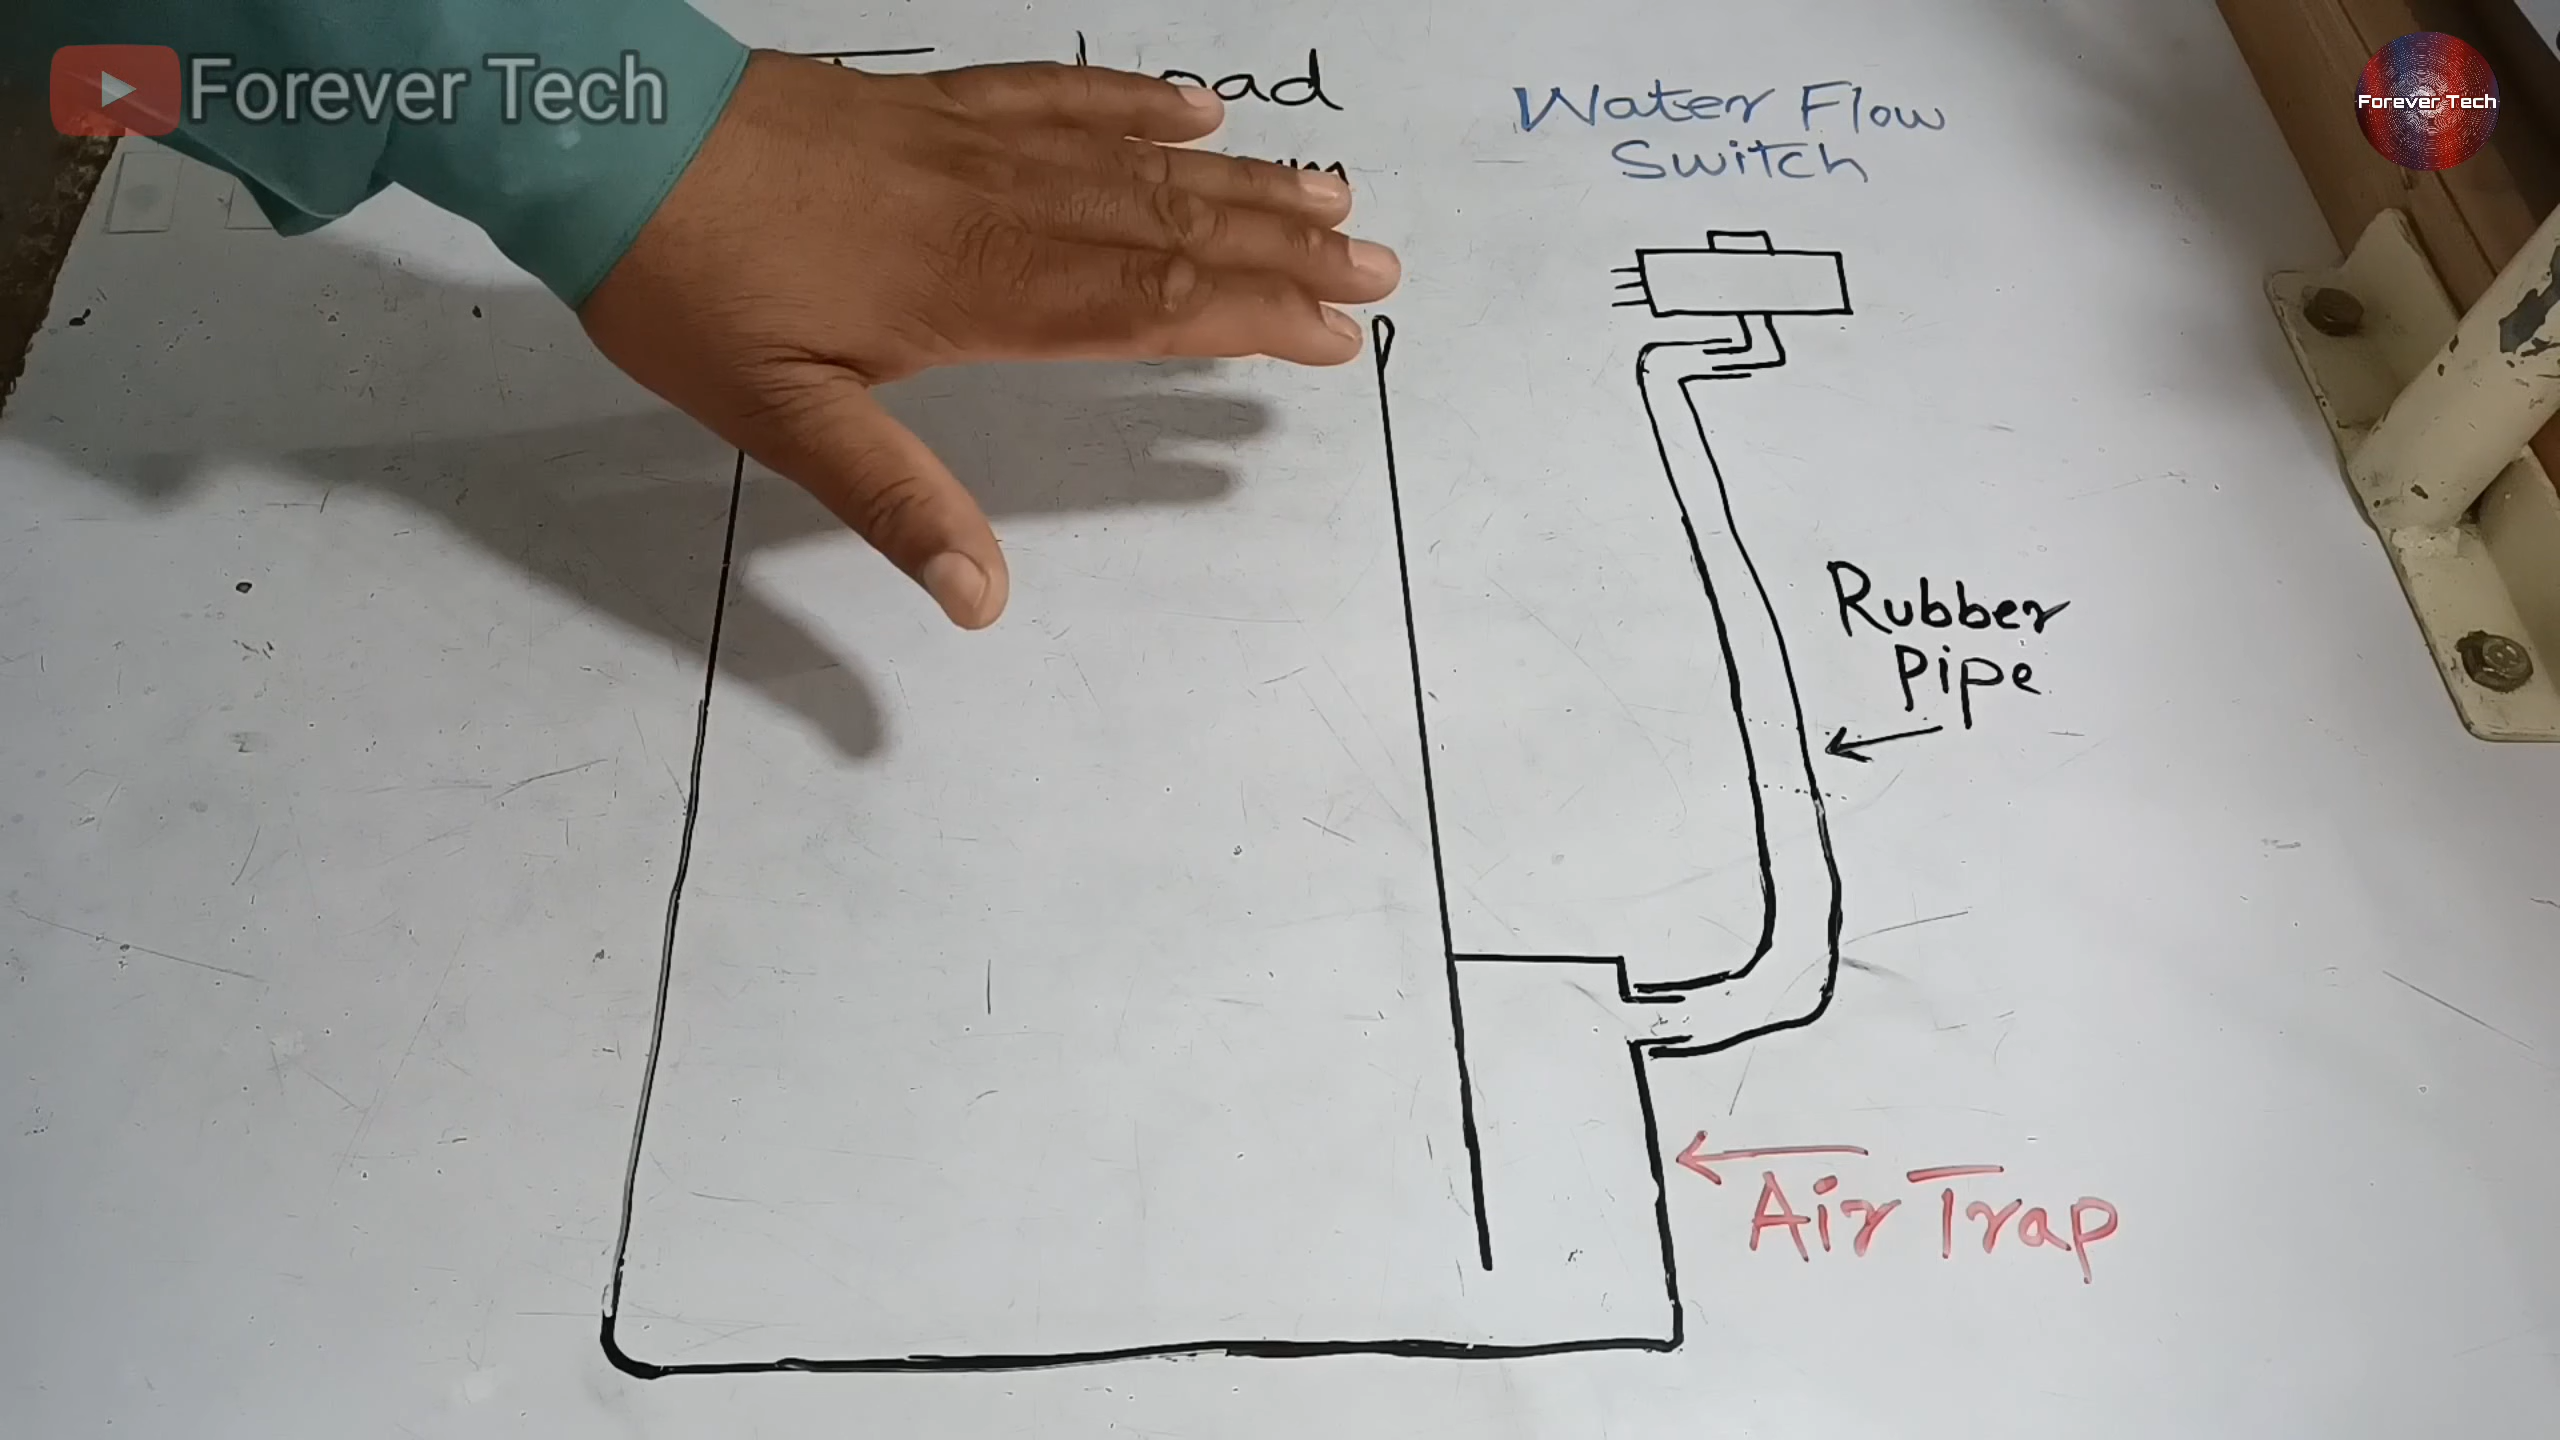 Forever Tech
Water Flow
Switch
Forever Tech
Rubber
Pipe
Air Trap